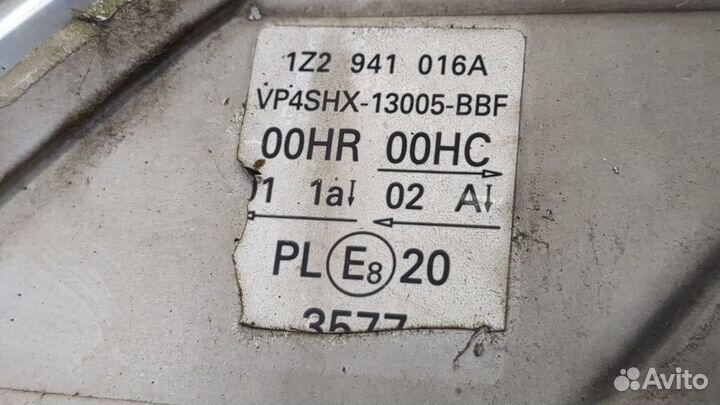 1Z2 941 016A
VP4SHX-13005-BBF
00HR 00HC
1 1a 02 A
PL E8 20
3577
Avito